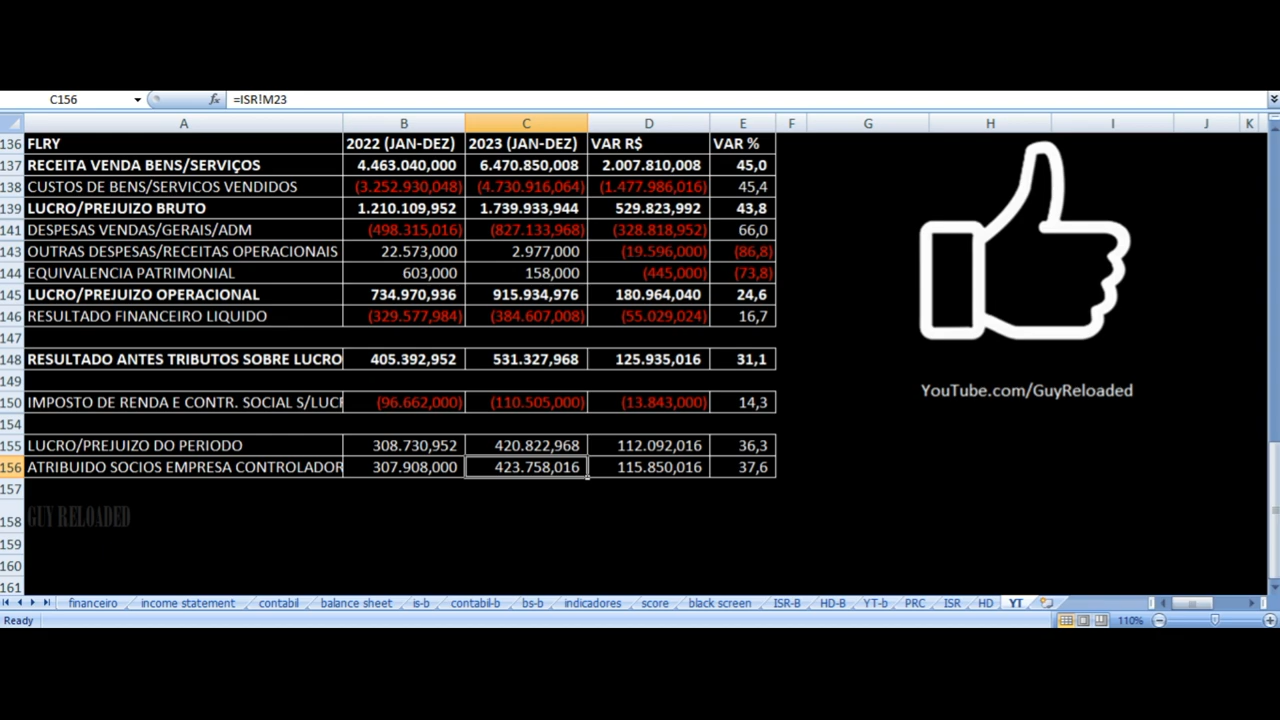 C156 fx =ISR!M23
A B C D E F G H I J K
136 FLRY 2022 (JAN-DEZ) 2023 (JAN-DEZ) VAR R$ VAR %
137 RECEITA VENDA BENS/SERVIÇOS 4.463.040,000 6.470.850,008 2.007.810,008 45,0
138 CUSTOS DE BENS/SERVICOS VENDIDOS (3.252.930,048) (4.730.916,064) (1.477.986,016) 45,4
139 LUCRO/PREJUIZO BRUTO 1.210.109,952 1.739.933,944 529.823,992 43,8
141 DESPESAS VENDAS/GERAIS/ADM (498.315,016) (827.133,968) (328.818,952) 66,0
143 OUTRAS DESPESAS/RECEITAS OPERACIONAIS 22.573,000 2.977,000 (19.596,000) (86,8)
144 EQUIVALENCIA PATRIMONIAL 603,000 158,000 (445,000) (73,8)
145 LUCRO/PREJUIZO OPERACIONAL 734.970,936 915.934,976 180.964,040 24,6
146 RESULTADO FINANCEIRO LIQUIDO (329.577,984) (384.607,008) (55.029,024) 16,7
147
148 RESULTADO ANTES TRIBUTOS SOBRE LUCRO 405.392,952 531.327,968 125.935,016 31,1
149
150 IMPOSTO DE RENDA E CONTR. SOCIAL S/LUCR (96.662,000) (110.505,000) (13.843,000) 14,3
154
155 LUCRO/PREJUIZO DO PERIODO 308.730,952 420.822,968 112.092,016 36,3
156 ATRIBUIDO SOCIOS EMPRESA CONTROLADOR 307.908,000 423.758,016 115.850,016 37,6
157
158 GUY RELOADED
159
160
161
YouTube.com/GuyReloaded
financeiro income statement contabil balance sheet is-b contabil-b bs-b indicadores score black screen ISR-B HD-B YT-b PRC ISR HD YT
Ready 110%